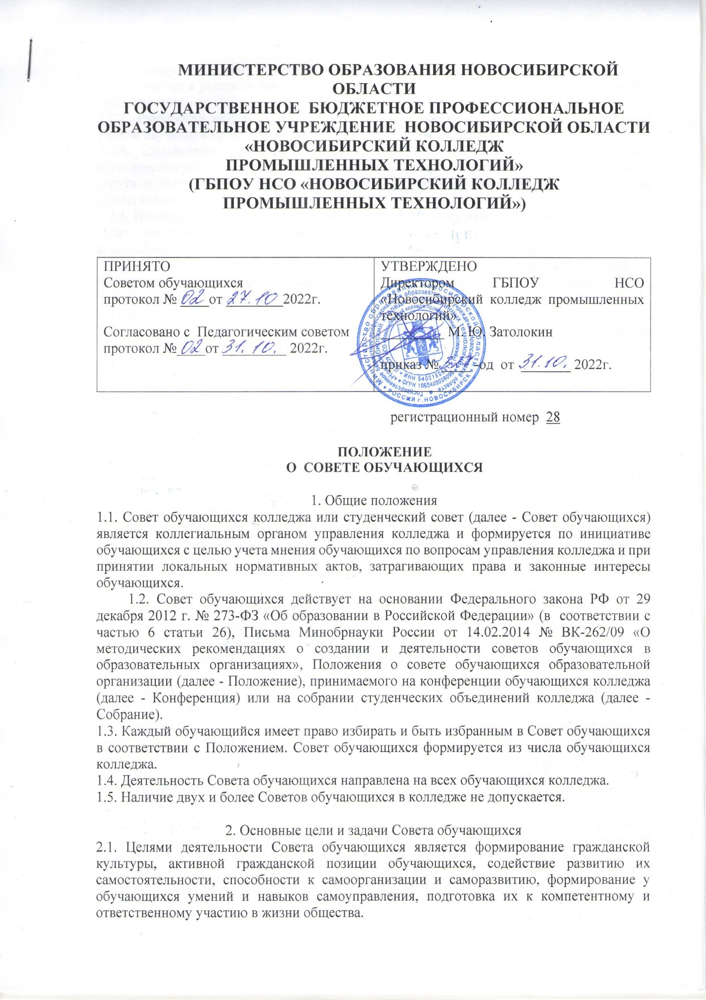 МИНИСТЕРСТВО ОБРАЗОВАНИЯ НОВОСИБИРСКОЙ
ОБЛАСТИ
ГОСУДАРСТВЕННОЕ БЮДЖЕТНОЕ ПРОФЕССИОНАЛЬНОЕ
ОБРАЗОВАТЕЛЬНОЕ УЧРЕЖДЕНИЕ НОВОСИБИРСКОЙ ОБЛАСТИ
«НОВОСИБИРСКИЙ КОЛЛЕДЖ
ПРОМЫШЛЕННЫХ ТЕХНОЛОГИЙ»
(ГБПОУ НСО «НОВОСИБИРСКИЙ КОЛЛЕДЖ
ПРОМЫШЛЕННЫХ ТЕХНОЛОГИЙ»)
ПРИНЯТО
Советом обучающихся
протокол № 02 от 27.10 2022г.
Согласовано с Педагогическим советом
протокол № 02 от 31.10. 2022г.
УТВЕРЖДЕНО
Директором ГБПОУ НСО
«Новосибирский колледж промышленных
технологий»
М. Ю. Затолокин
приказ № -од от 31.10. 2022г.
регистрационный номер 28
ПОЛОЖЕНИЕ
О СОВЕТЕ ОБУЧАЮЩИХСЯ
1. Общие положения
1.1. Совет обучающихся колледжа или студенческий совет (далее - Совет обучающихся)
является коллегиальным органом управления колледжа и формируется по инициативе
обучающихся с целью учета мнения обучающихся по вопросам управления колледжа и при
принятии локальных нормативных актов, затрагивающих права и законные интересы
обучающихся.
1.2. Совет обучающихся действует на основании Федерального закона РФ от 29
декабря 2012 г. № 273-ФЗ «Об образовании в Российской Федерации» (в соответствии с
частью 6 статьи 26), Письма Минобрнауки России от 14.02.2014 № ВК-262/09 «О
методических рекомендациях о создании и деятельности советов обучающихся в
образовательных организациях», Положения о совете обучающихся образовательной
организации (далее - Положение), принимаемого на конференции обучающихся колледжа
(далее - Конференция) или на собрании студенческих объединений колледжа (далее -
Собрание).
1.3. Каждый обучающийся имеет право избирать и быть избранным в Совет обучающихся
в соответствии с Положением. Совет обучающихся формируется из числа обучающихся
колледжа.
1.4. Деятельность Совета обучающихся направлена на всех обучающихся колледжа.
1.5. Наличие двух и более Советов обучающихся в колледже не допускается.
2. Основные цели и задачи Совета обучающихся
2.1. Целями деятельности Совета обучающихся является формирование гражданской
культуры, активной гражданской позиции обучающихся, содействие развитию их
самостоятельности, способности к самоорганизации и саморазвитию, формирование у
обучающихся умений и навыков самоуправления, подготовка их к компетентному и
ответственному участию в жизни общества.